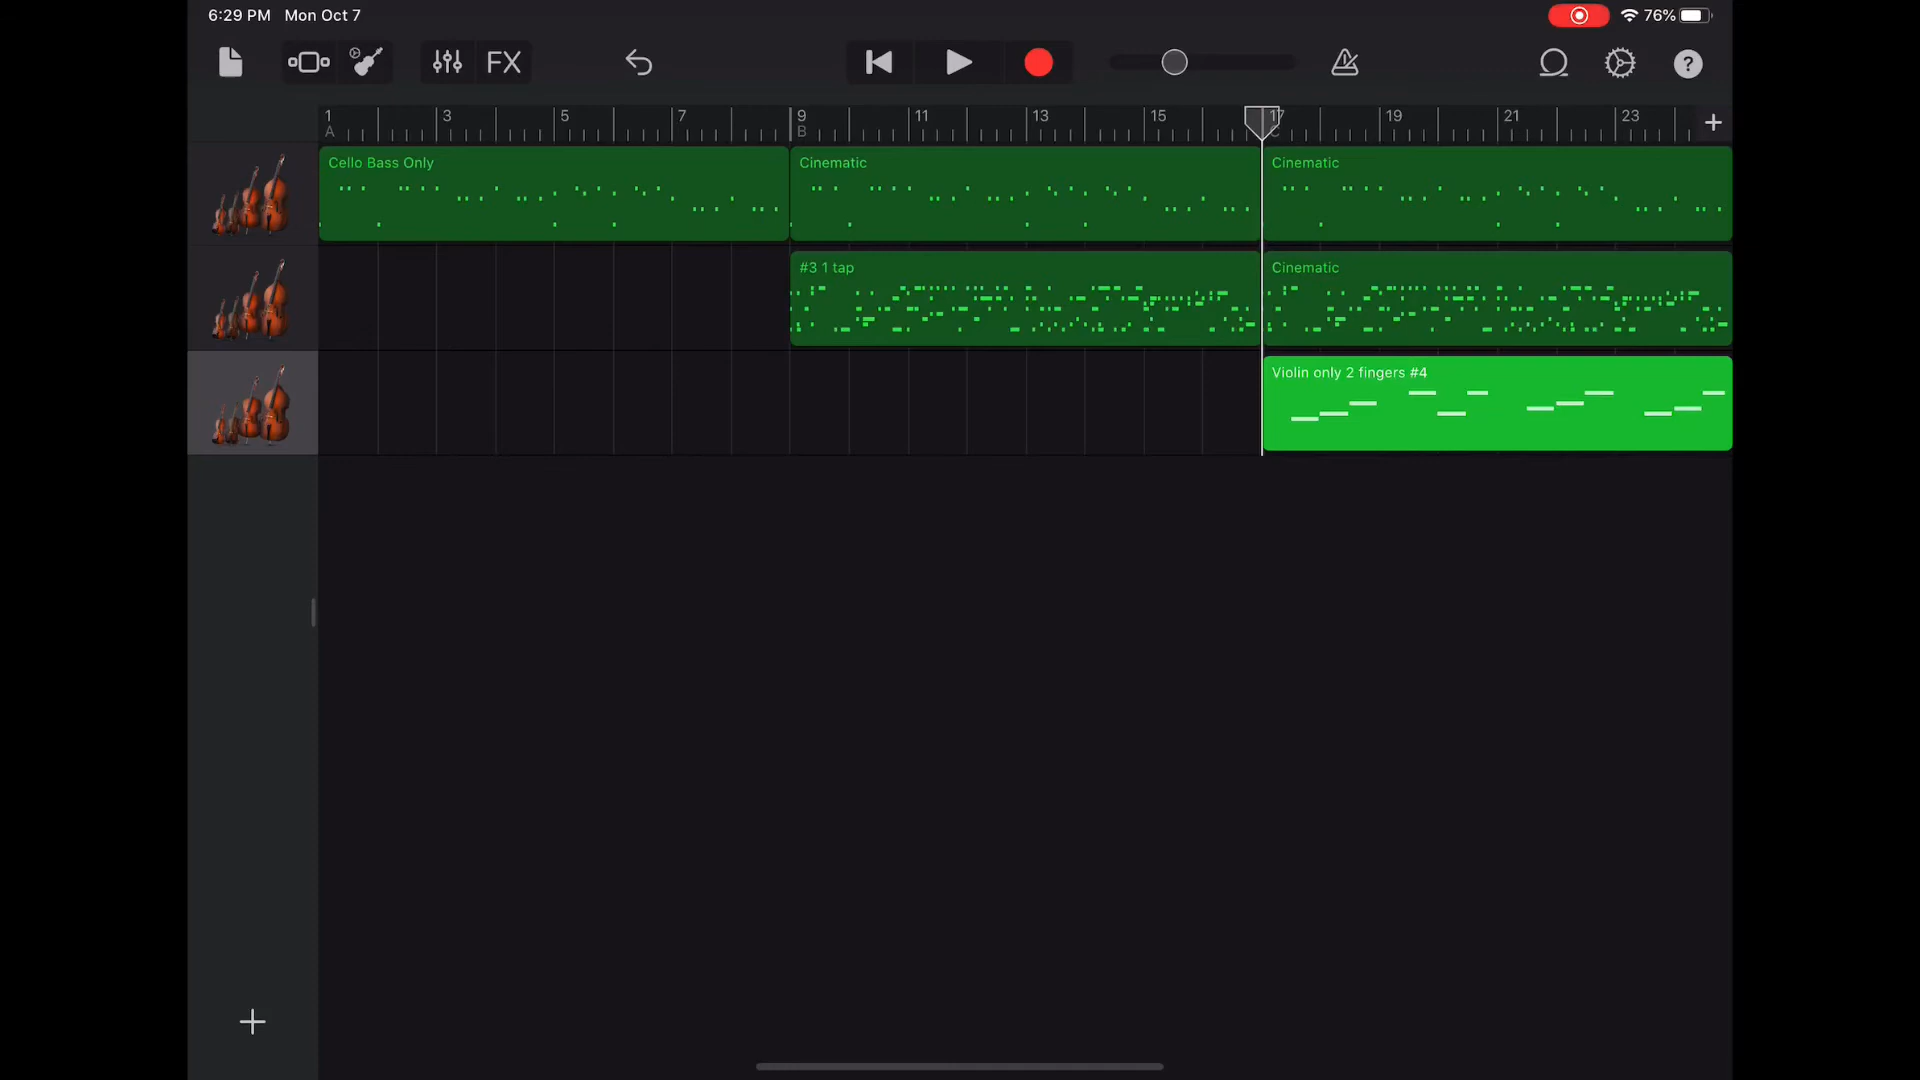 6:29 PM Mon Oct 7
76%
FX
?
1 3 5 7 9 11 13 15 17 19 21 23
A B C
Cello Bass Only
Cinematic
Cinematic
#3 1 tap
Cinematic
Violin only 2 fingers #4